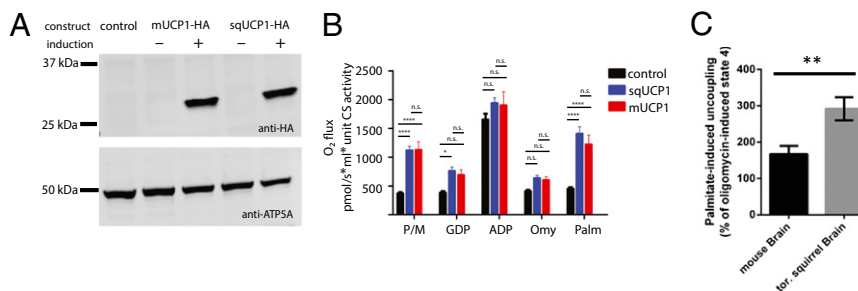 A
construct control mUCP1-HA sqUCP1-HA
induction – + – +
37 kDa
25 kDa
anti-HA
50 kDa
anti-ATP5A
B
O2 flux
pmol/s*ml* unit CS activity
2500
2000
1500
1000
500
n.s.
****
****
n.s.
n.s.
*
n.s.
n.s.
n.s.
n.s.
n.s.
n.s.
n.s.
****
****
P/M GDP ADP Omy Palm
control
sqUCP1
mUCP1
C
Palmitate-induced uncoupling
(% of oligomycin-induced state 4)
**
400
300
200
100
0
mouse Brain
tor. squirrel Brain